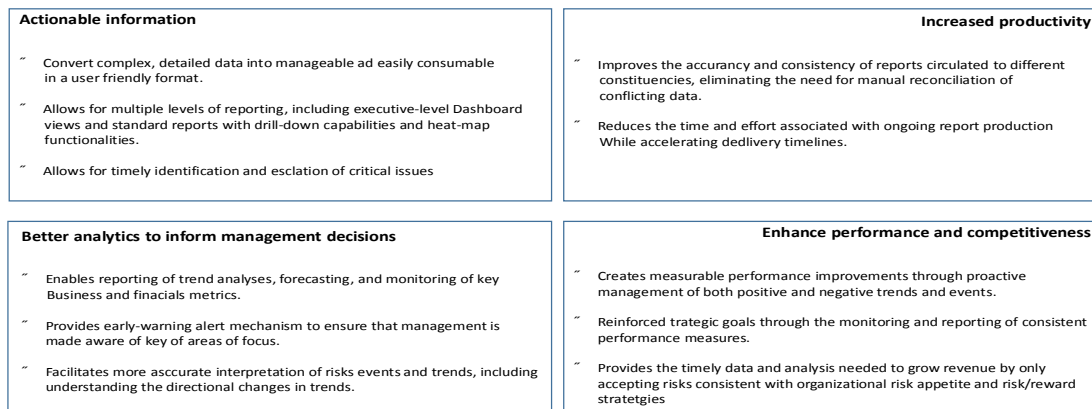 Actionable information
˝ Convert complex, detailed data into manageable ad easily consumable
in a user friendly format.
˝ Allows for multiple levels of reporting, including executive-level Dashboard
views and standard reports with drill-down capabilities and heat-map
functionalities.
˝ Allows for timely identification and esclation of critical issues
Increased productivity
˝ Improves the accurancy and consistency of reports circulated to different
constituencies, eliminating the need for manual reconciliation of
conflicting data.
˝ Reduces the time and effort associated with ongoing report production
While accelerating dedlivery timelines.
Better analytics to inform management decisions
˝ Enables reporting of trend analyses, forecasting, and monitoring of key
Business and finacials metrics.
˝ Provides early-warning alert mechanism to ensure that management is
made aware of key of areas of focus.
˝ Facilitates more asccurate interpretation of risks events and trends, including
understanding the directional changes in trends.
Enhance performance and competitiveness
˝ Creates measurable performance improvements through proactive
management of both positive and negative trends and events.
˝ Reinforced trategic goals through the monitoring and reporting of consistent
performance measures.
˝ Provides the timely data and analysis needed to grow revenue by only
accepting risks consistent with organizational risk appetite and risk/reward
stratetgies